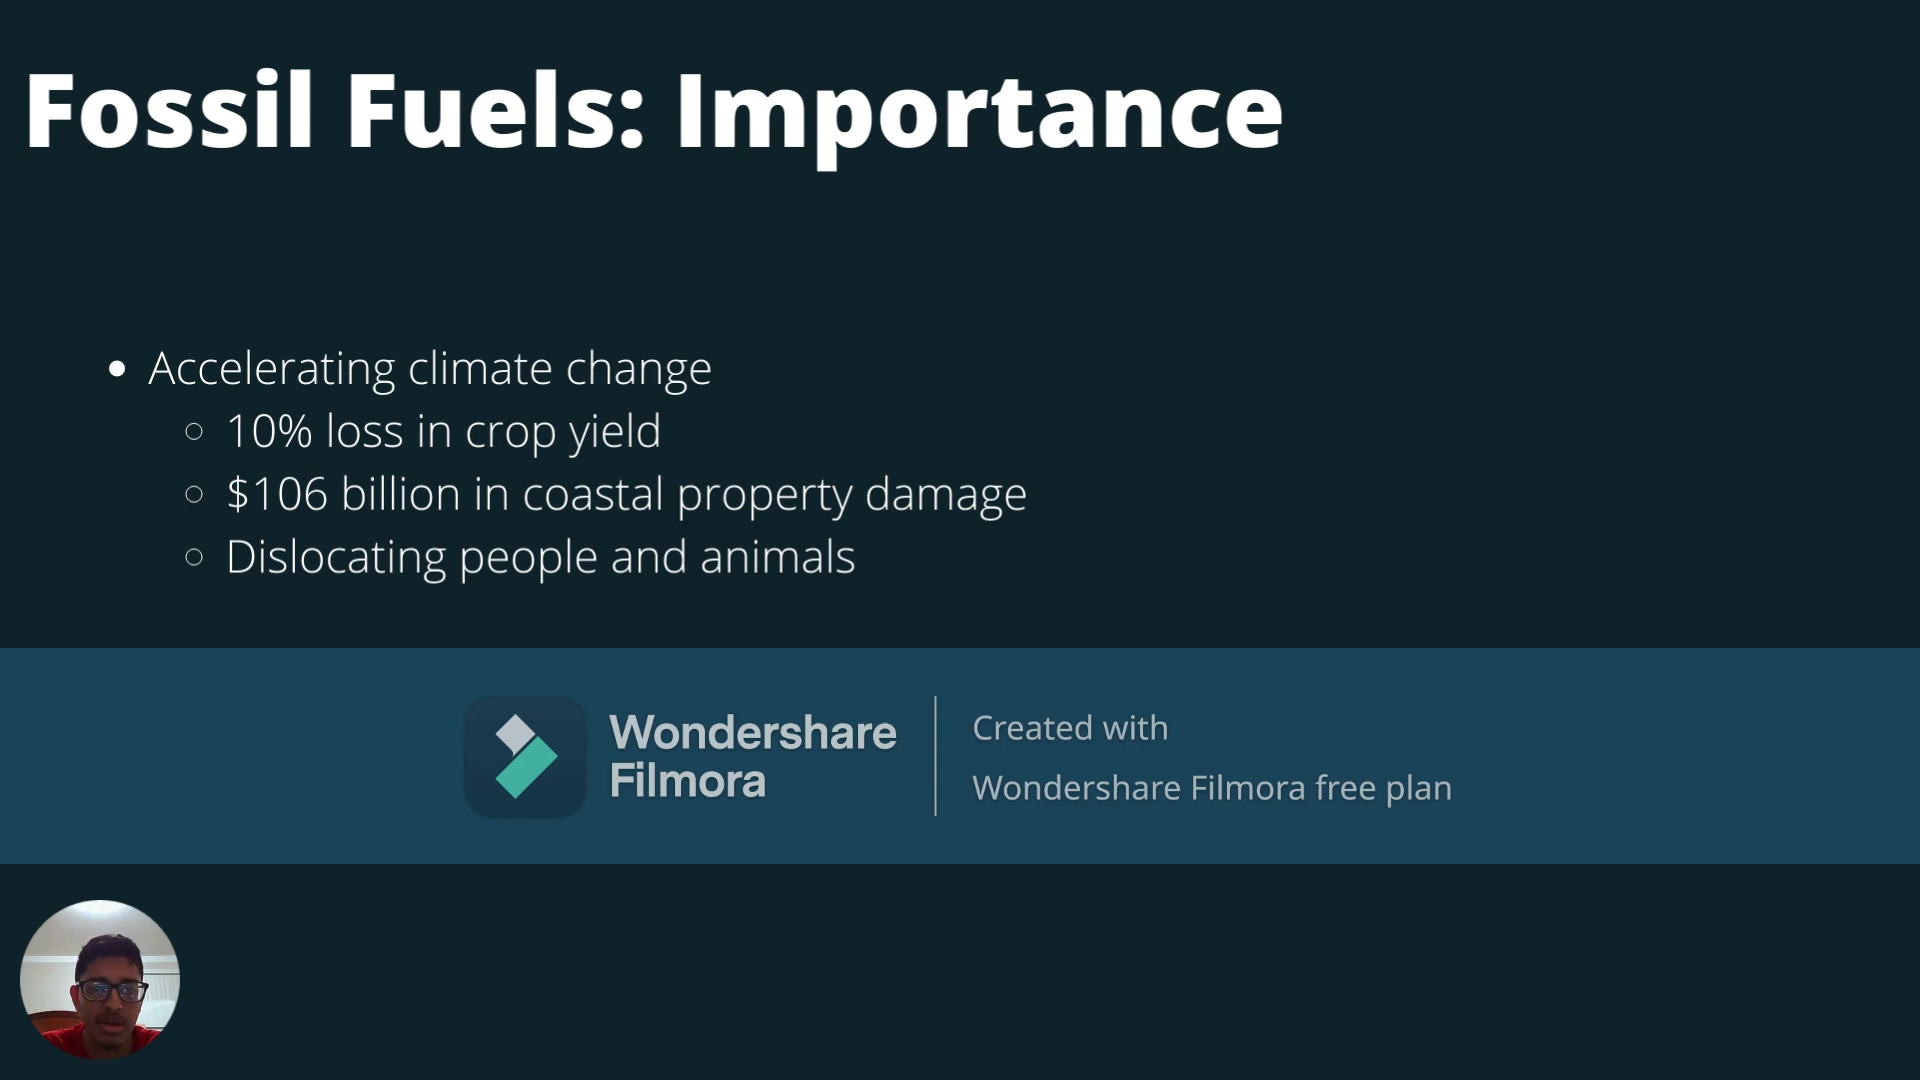 Fossil Fuels: Importance
Accelerating climate change
10% loss in crop yield
$106 billion in coastal property damage
Dislocating people and animals
Wondershare
Filmora
Created with
Wondershare Filmora free plan